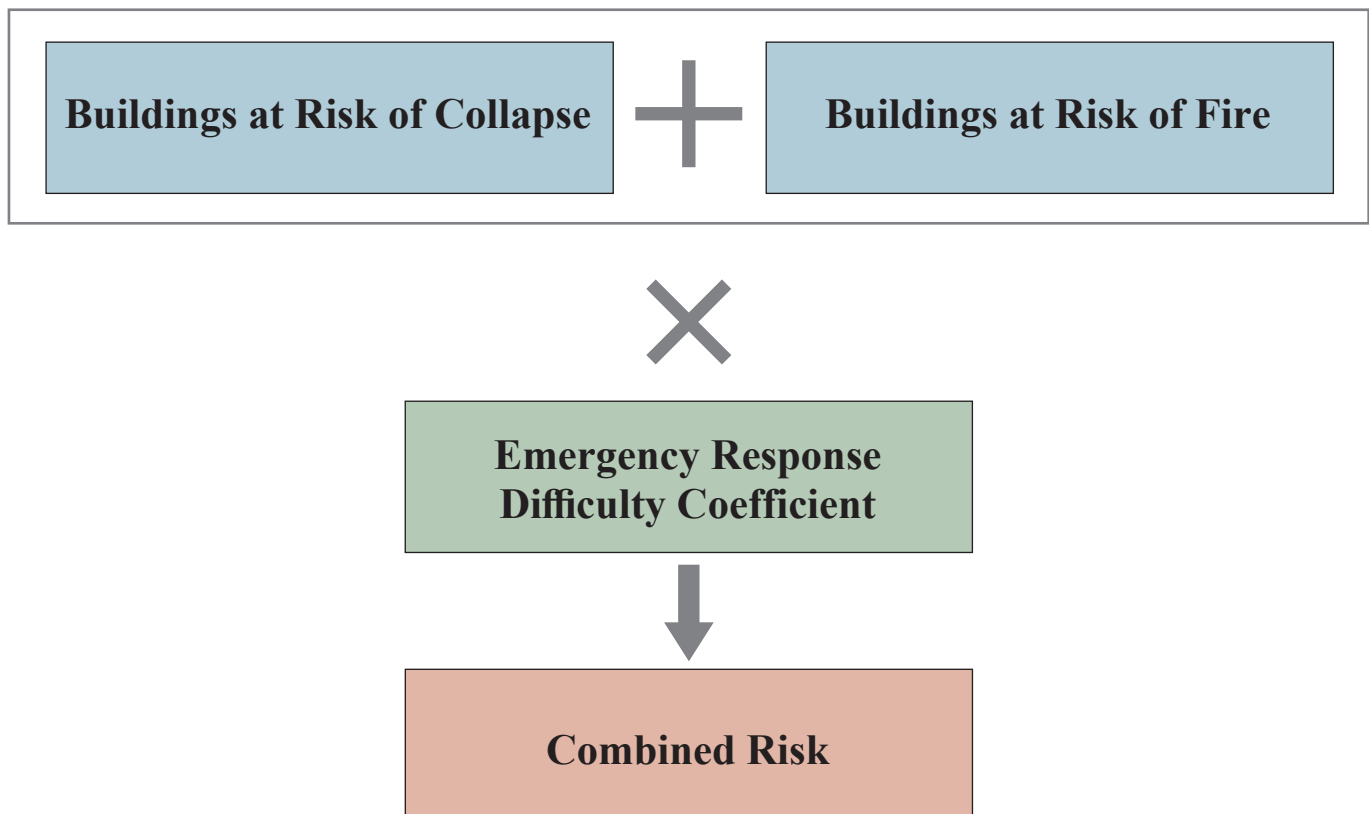 Buildings at Risk of Collapse
Buildings at Risk of Fire
Emergency Response
Difficulty Coefficient
Combined Risk